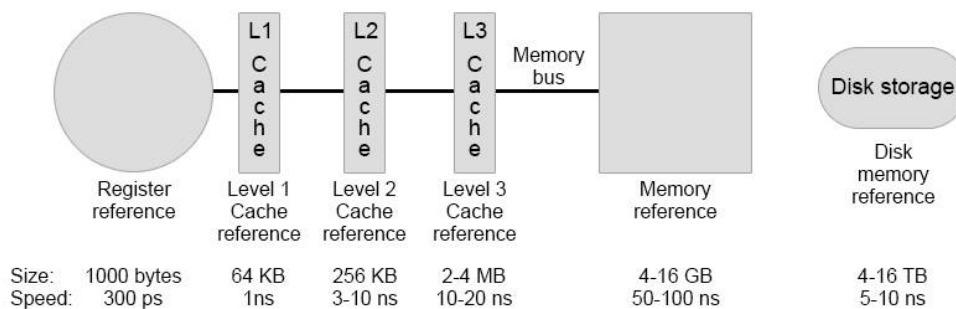 L1
Cache
L2
Cache
L3
Cache
Memory
bus
Disk storage
Register
reference
Level 1
Cache
reference
Level 2
Cache
reference
Level 3
Cache
reference
Memory
reference
Disk
memory
reference
Size: 1000 bytes 64 KB 256 KB 2-4 MB 4-16 GB 4-16 TB
Speed: 300 ps 1ns 3-10 ns 10-20 ns 50-100 ns 5-10 ns